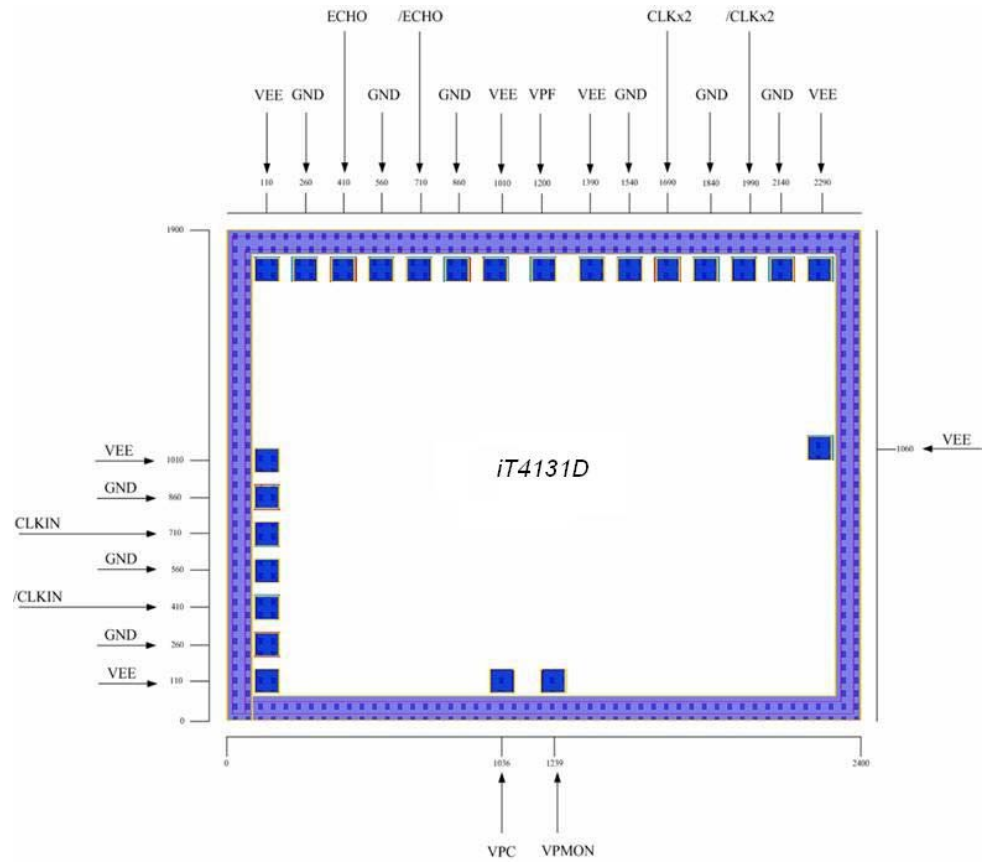 ECHO /ECHO CLKx2 /CLKx2
VEE GND GND GND VEE VPF VEE GND GND GND VEE
110 260 410 560 710 860 1010 1200 1390 1540 1690 1840 1990 2140 2290
1900
VEE 1010
1060 VEE
iT4131D
GND 860
CLKIN 710
GND 560
/CLKIN 410
GND 260
VEE 110
0
0 1036 1239 2400
VPC VPMON